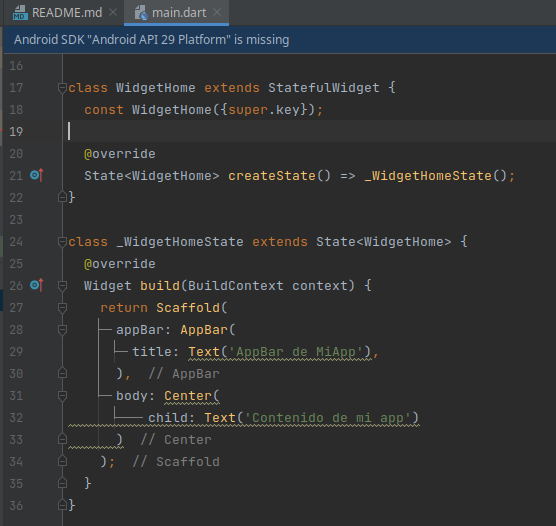 README.md
main.dart
Android SDK "Android API 29 Platform" is missing
16
17 class WidgetHome extends StatefulWidget {
18 const WidgetHome({super.key});
19
20 @override
21 State<WidgetHome> createState() => _WidgetHomeState();
22 }
23
24 class _WidgetHomeState extends State<WidgetHome> {
25 @override
26 Widget build(BuildContext context) {
27 return Scaffold(
28 appBar: AppBar(
29 title: Text('AppBar de MiApp'),
30 ), // AppBar
31 body: Center(
32 child: Text('Contenido de mi app')
33 ) // Center
34 ); // Scaffold
35 }
36 }